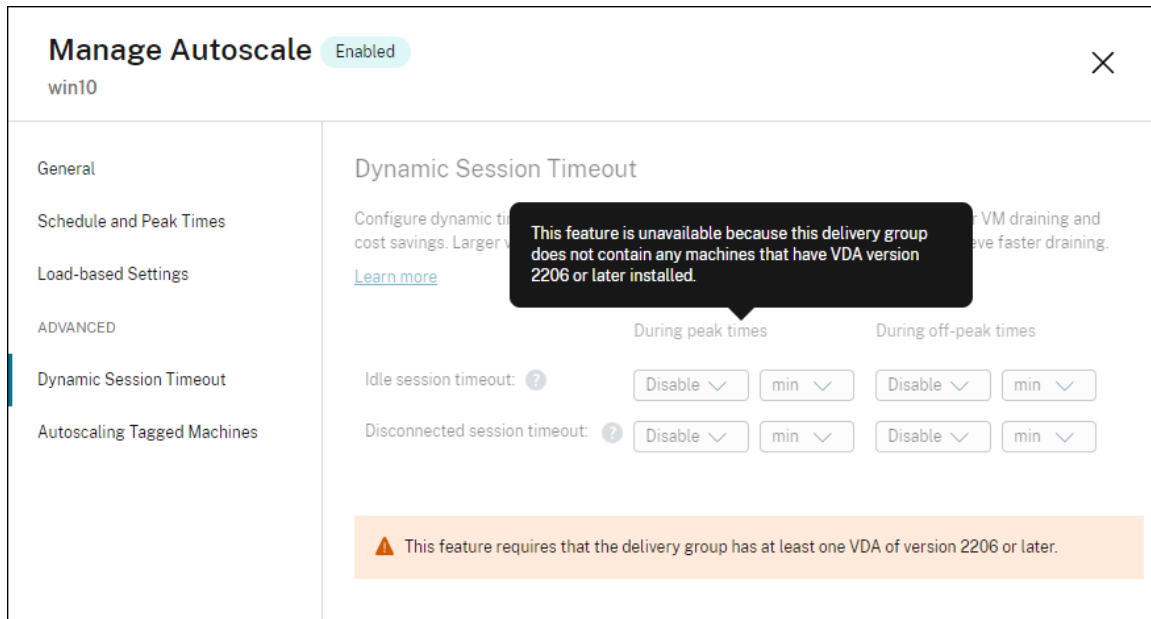 Manage Autoscale Enabled
win10
General
Schedule and Peak Times
Load-based Settings
ADVANCED
Dynamic Session Timeout
Autoscaling Tagged Machines
Dynamic Session Timeout
Configure dynamic VM draining and
cost savings. Larger faster draining.
Learn more
This feature is unavailable because this delivery group
does not contain any machines that have VDA version
2206 or later installed.
During peak times During off-peak times
Idle session timeout: ? Disable min Disable min
Disconnected session timeout: ? Disable min Disable min
This feature requires that the delivery group has at least one VDA of version 2206 or later.